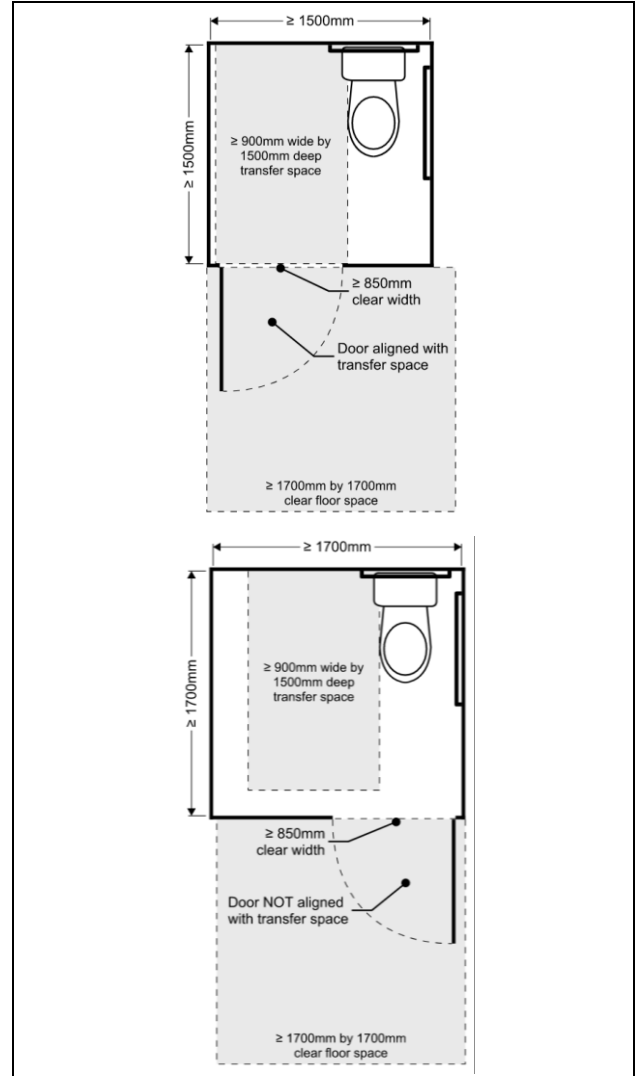 ≥ 1500mm
≥ 1500mm
≥ 900mm wide by
1500mm deep
transfer space
≥ 850mm
clear width
Door aligned with
transfer space
≥ 1700mm by 1700mm
clear floor space
≥ 1700mm
≥ 1700mm
≥ 900mm wide by
1500mm deep
transfer space
≥ 850mm
clear width
Door NOT aligned
with transfer space
≥ 1700mm by 1700mm
clear floor space